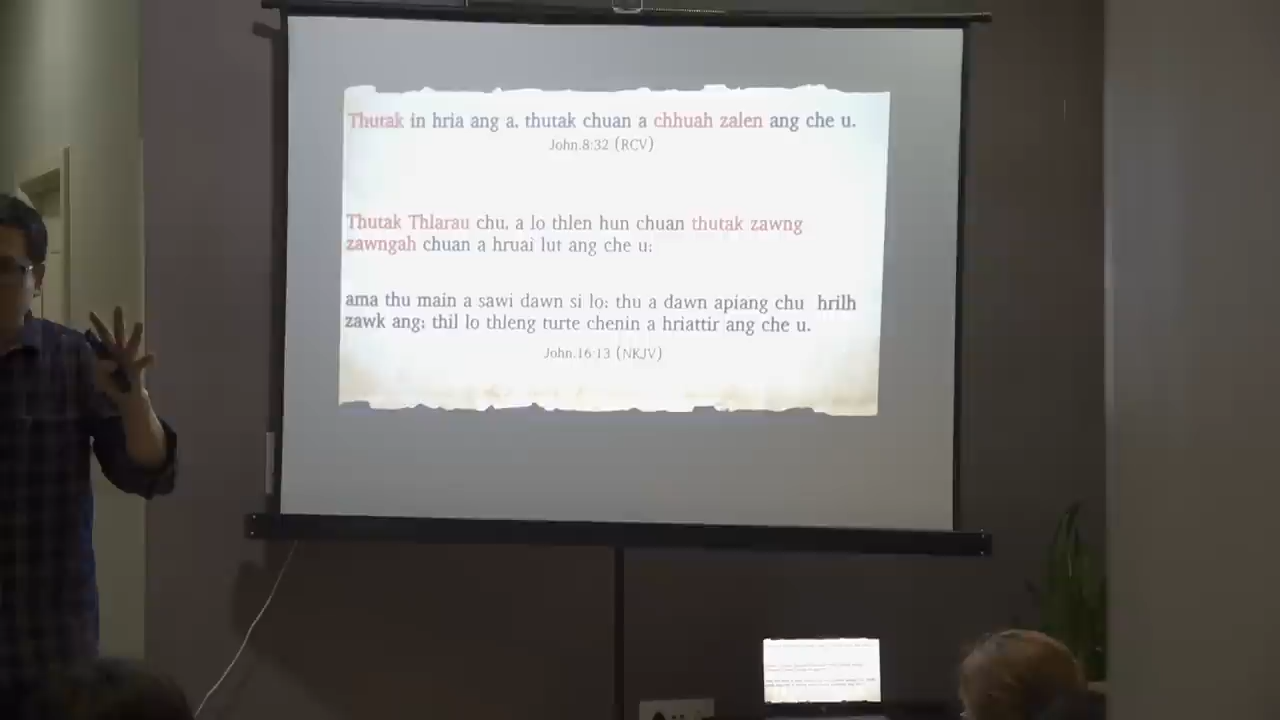 Thutak in hria ang a, thutak chuan a chhuah zalen ang che u.
John.8:32 (RCV)
Thutak Thlarau chu, a lo thlen hun chuan thutak zawng
zawngah chuan a hruai lut ang che u;
ama thu main a sawi dawn si lo; thu a dawn apiang chu hrilh
zawk ang; thil lo thleng turte chenin a hriattir ang che u.
John.16:13 (NKJV)